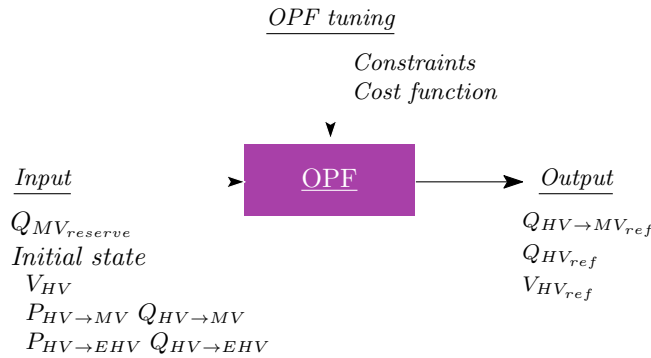 OPF tuning
Constraints
Cost function
OPF
Input
Output
Q_{MV_{reserve}}
Initial state
V_{HV}
P_{HV→MV} Q_{HV→MV}
P_{HV→EHV} Q_{HV→EHV}
Q_{HV→MV_{ref}}
Q_{HV_{ref}}
V_{HV_{ref}}